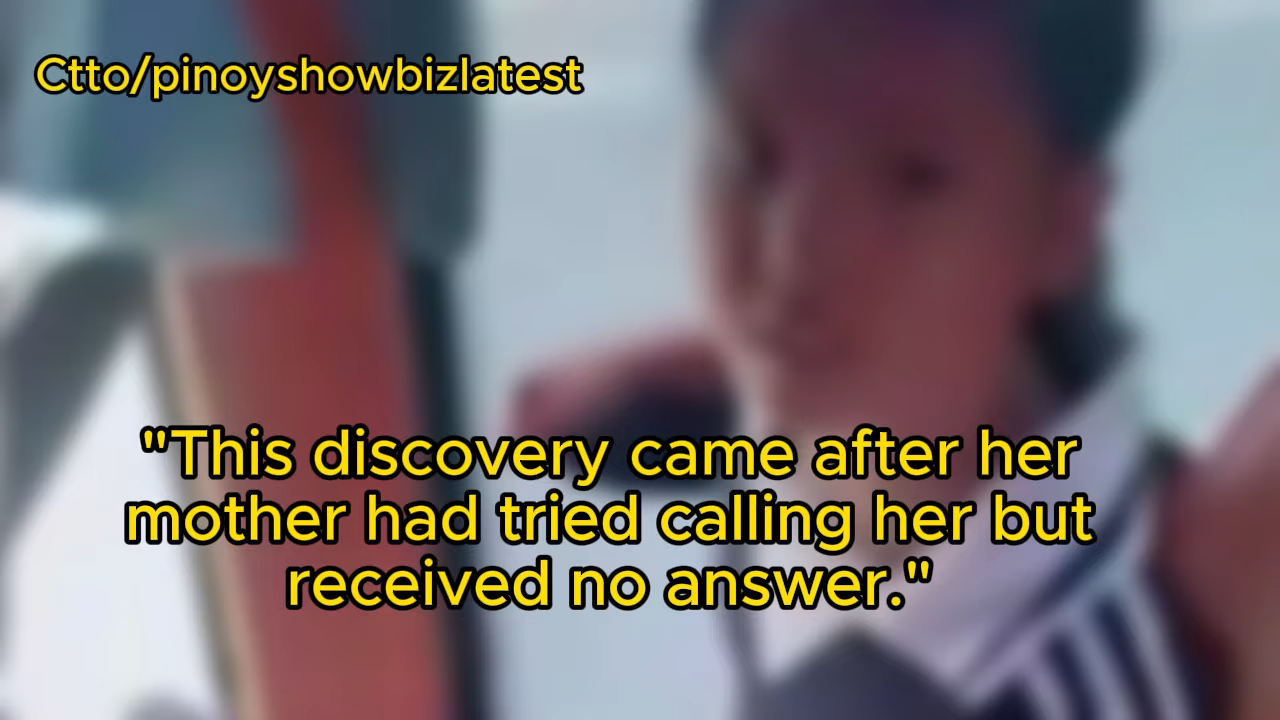 Ctto/pinoyshowbizlatest
"This discovery came after her
mother had tried calling her but
received no answer."